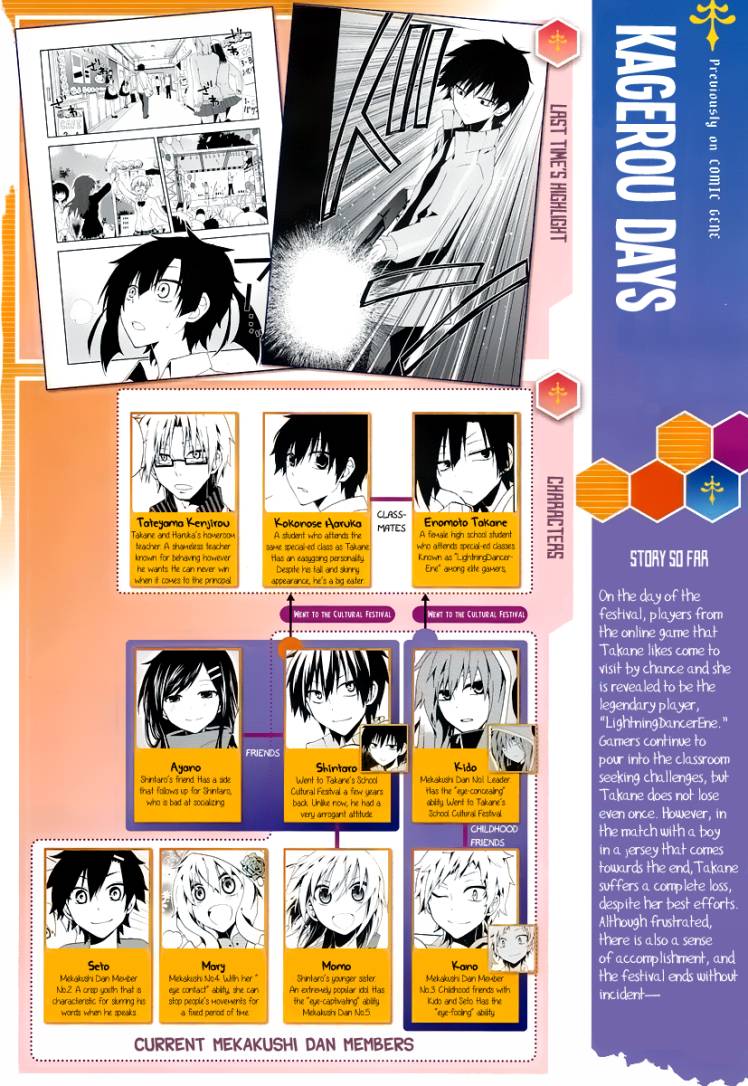 Previously on COMIC GENE
KAGEROU DAYS
LAST TIME'S HIGHLIGHT
CHARACTERS
Tateyama Kenjirou
Takane and Haruka's homeroom
teacher. A shameless teacher
known for behaving however
he wants. He can never win
when it comes to the principal.
Kokonose Haruka
A student who attends the
same special-ed class as Takane.
Has an easygoing personality.
Despite his tall and skinny
appearance, he's a big eater.
CLASS-
MATES
Enomoto Takane
A female high school student
who attends special-ed classes.
Known as "LightningDancer-
Ene" among elite gamers.
WENT TO THE CULTURAL FESTIVAL
WENT TO THE CULTURAL FESTIVAL
Ayano
Shintaro's friend. Has a side
that follows up for Shintaro,
who is bad at socializing.
FRIENDS
Shintaro
Went to Takane's School
Cultural Festival a few years
back. Unlike now, he had a
very arrogant attitude.
Kido
Mekakushi Dan No.1. Leader.
Has the "eye-concealing"
ability. Went to Takane's
School Cultural Festival.
CHILDHOOD
FRIENDS
Seto
Mekakushi Dan Member
No.2. A crisp youth that is
characteristic for slurring his
words when he speaks.
Mary
Mekakushi No.4. With her "
eye contact" ability, she can
stop people's movements for
a fixed period of time.
Momo
Shintaro's younger sister.
An extremely popular idol. Has
the "eye-captivating" ability.
Mekakushi Dan No.5.
Kano
Mekakushi Dan Member
No.3. Childhood friends with
Kido and Seto. Has the
"eye-fooling" ability.
CURRENT MEKAKUSHI DAN MEMBERS
STORY SO FAR
On the day of the
festival, players from
the online game that
Takane likes come to
visit by chance and she
is revealed to be the
legendary player,
"LightningDancerEne."
Gamers continue to
pour into the classroom
seeking challenges, but
Takane does not lose
even once. However, in
the match with a boy
in a jersey that comes
towards the end, Takane
suffers a complete loss,
despite her best efforts.
Although frustrated,
there is also a sense
of accomplishment, and
the festival ends without
incident—